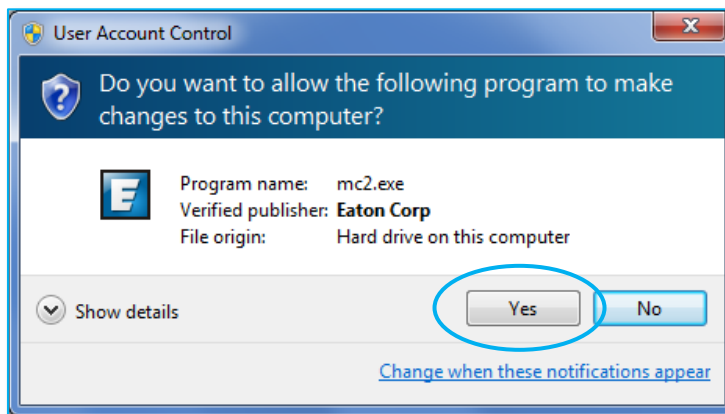 User Account Control
Do you want to allow the following program to make
changes to this computer?
Program name: mc2.exe
Verified publisher: Eaton Corp
File origin: Hard drive on this computer
Show details
Yes
No
Change when these notifications appear